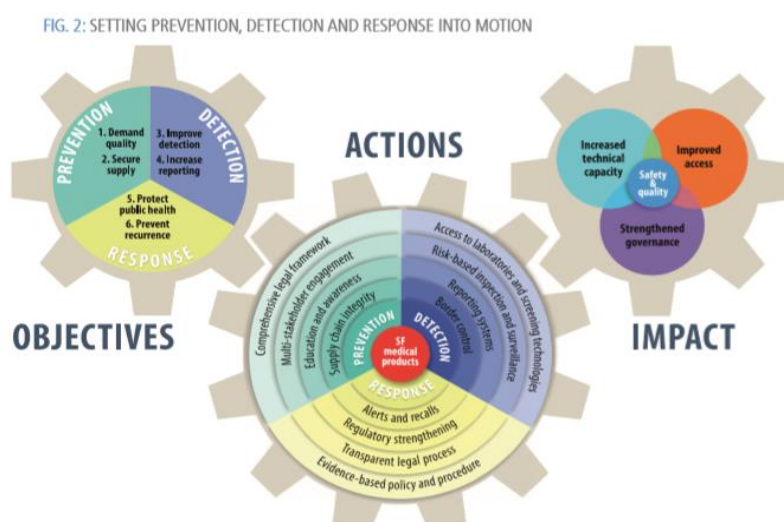 FIG. 2: SETTING PREVENTION, DETECTION AND RESPONSE INTO MOTION
PREVENTION
1. Demand
quality
2. Secure
supply
DETECTION
3. Improve
detection
4. Increase
reporting
5. Protect
public health
6. Prevent
recurrence
RESPONSE
OBJECTIVES
ACTIONS
Comprehensive legal framework
Multi-stakeholder engagement
Education and awareness
Supply chain integrity
PREVENTION
Access to laboratories and screening technologies
Risk-based inspection and surveillance
Reporting systems
Border control
DETECTION
SF
medical
products
RESPONSE
Alerts and recalls
Regulatory strengthening
Transparent legal process
Evidence-based policy and procedure
Increased
technical
capacity
Improved
access
Safety
&
quality
Strengthened
governance
IMPACT